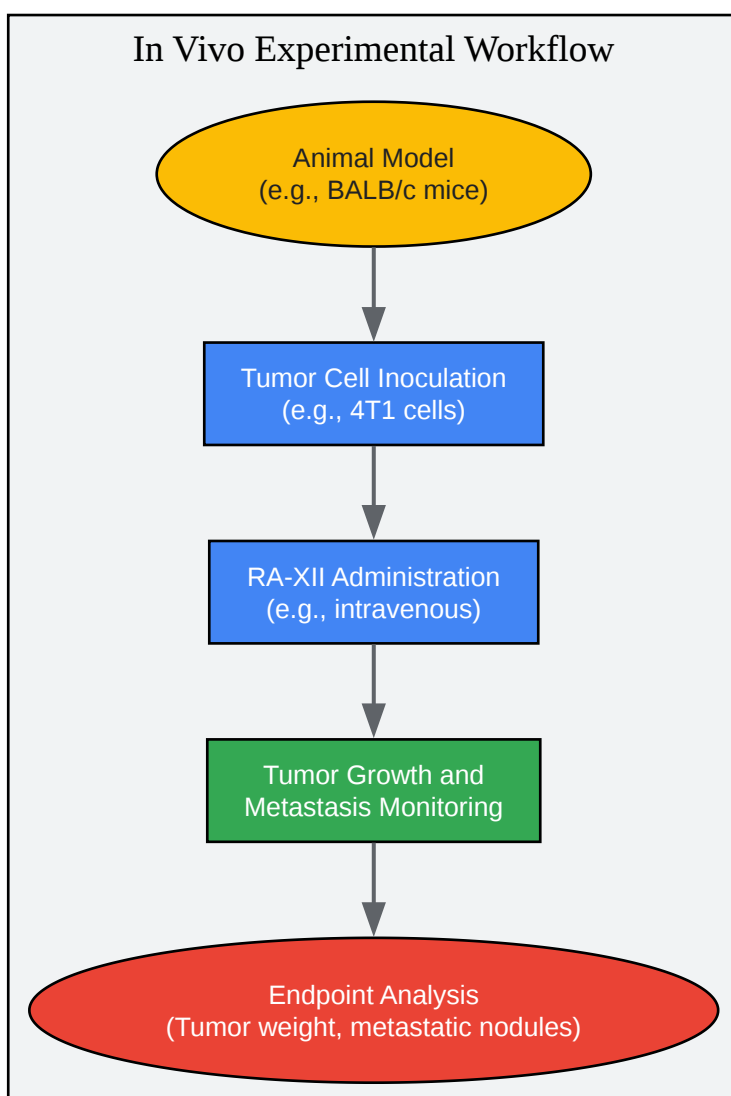 In Vivo Experimental Workflow
Animal Model
(e.g., BALB/c mice)
Tumor Cell Inoculation
(e.g., 4T1 cells)
RA-XII Administration
(e.g., intravenous)
Tumor Growth and
Metastasis Monitoring
Endpoint Analysis
(Tumor weight, metastatic nodules)